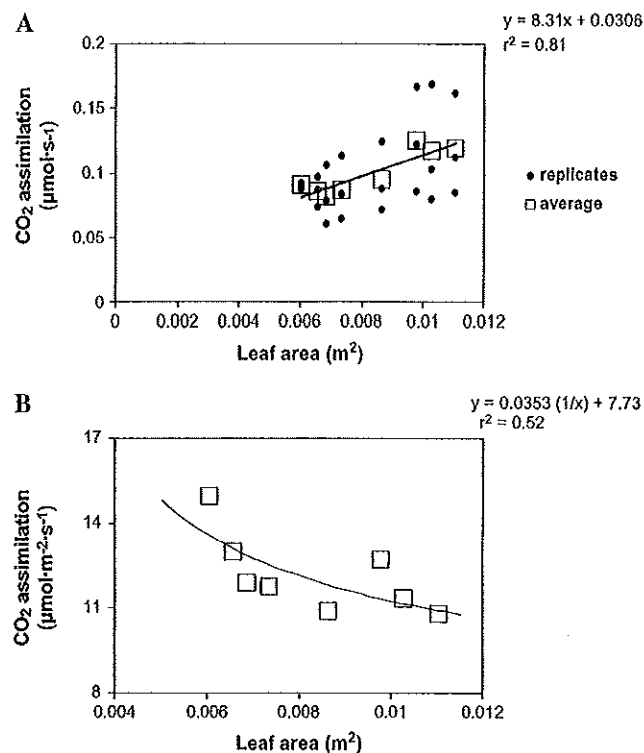 A
y = 8.31x + 0.0306
r² = 0.81
CO₂ assimilation
(µmol·s-¹)
0.2
0.15
0.1
0.05
0
0
0.002
0.004
0.006
0.008
0.01
0.012
Leaf area (m²)
replicates
average
B
y = 0.0353 (1/x) + 7.73
r² = 0.52
CO₂ assimilation
(µmol·m⁻²·s⁻¹)
17
14
11
8
0.004
0.006
0.008
0.01
0.012
Leaf area (m²)